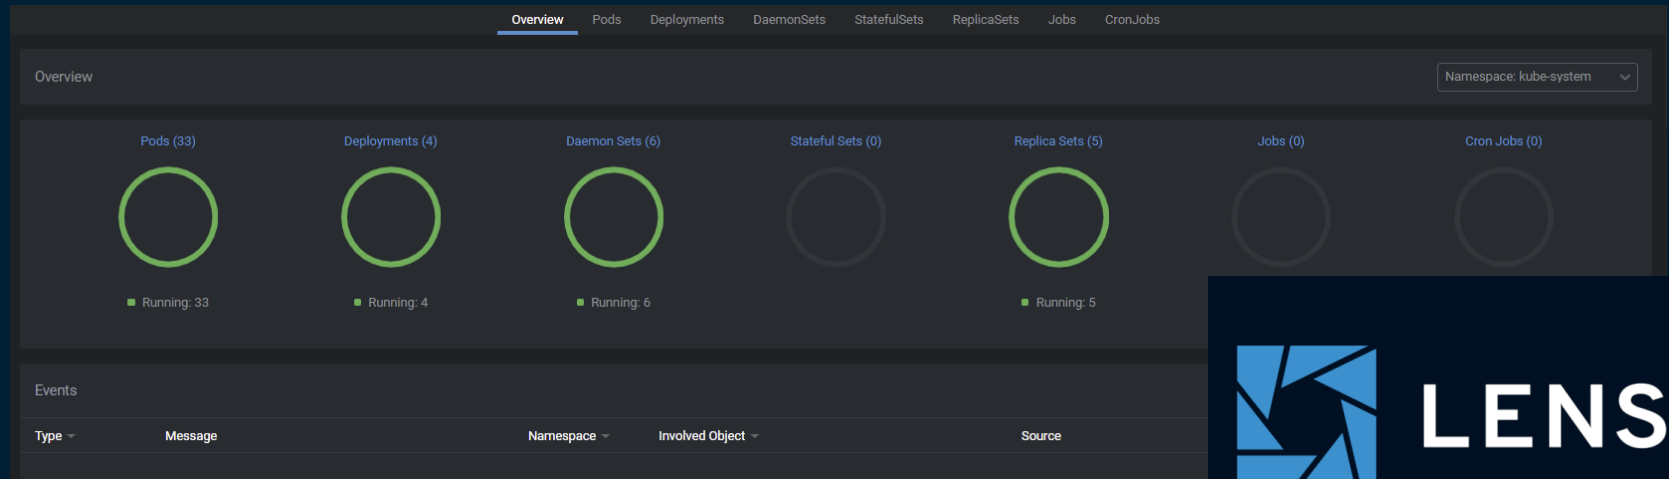 Overview Pods Deployments DaemonSets StatefulSets ReplicaSets Jobs CronJobs
Overview Namespace: kube-system
Pods (33) Deployments (4) Daemon Sets (6) Stateful Sets (0) Replica Sets (5) Jobs (0) Cron Jobs (0)
Running: 33 Running: 4 Running: 6 Running: 5
Events
Type Message Namespace Involved Object Source
LENS